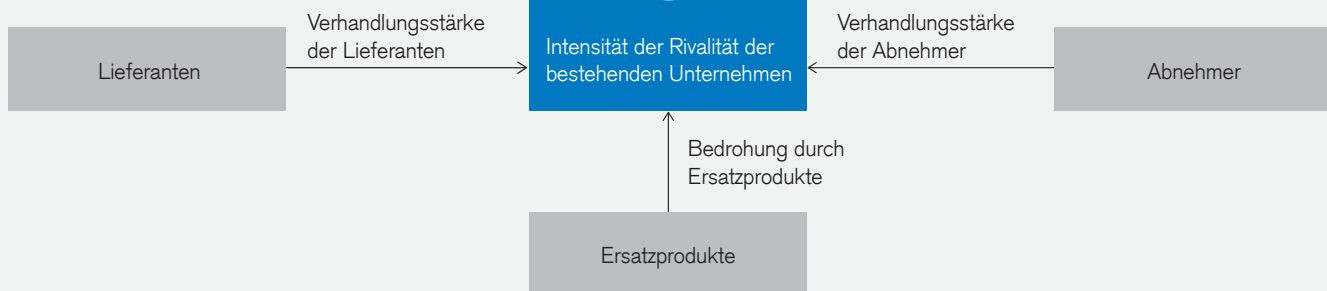 Verhandlungsstärke
der Lieferanten
Verhandlungsstärke
der Abnehmer
Lieferanten
Intensität der Rivalität der
bestehenden Unternehmen
Abnehmer
Bedrohung durch
Ersatzprodukte
Ersatzprodukte